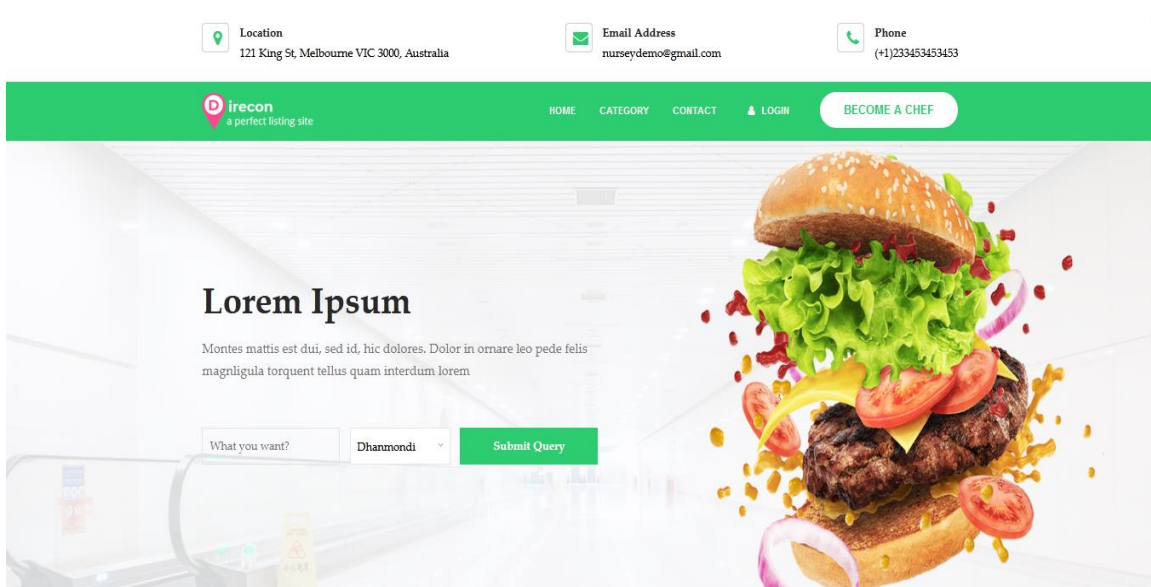 Location
121 King St, Melbourne VIC 3000, Australia
Email Address
nurseydemo@gmail.com
Phone
(+1)233453453453
D irecon
a perfect listing site
HOME CATEGORY CONTACT LOGIN BECOME A CHEF
Lorem Ipsum
Montes mattis est dui, sed id, hic dolores. Dolor in ornare leo pede felis
magnligula torquent tellus quam interdum lorem
What you want? Dhanmondi Submit Query